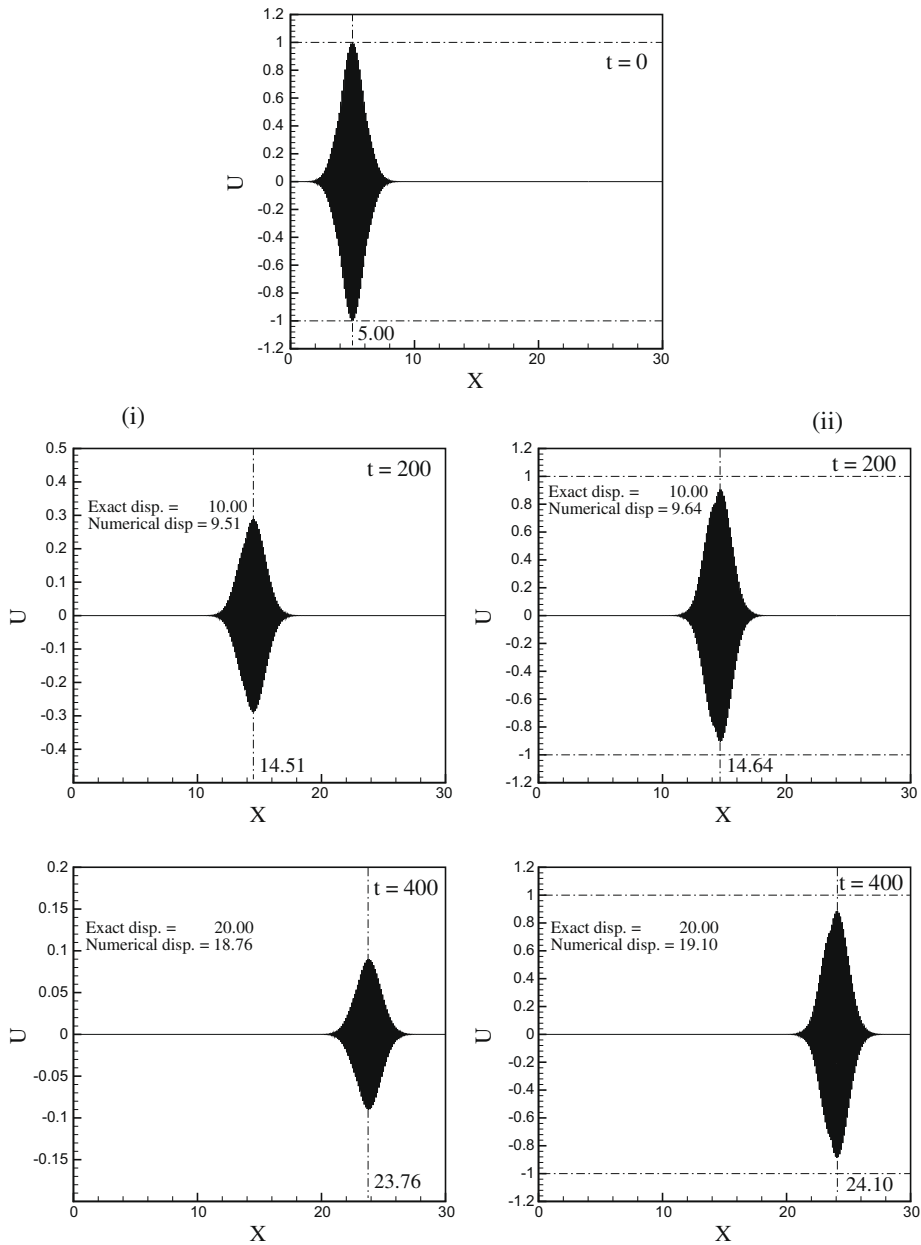 1.2
1
t = 0
0.8
0.6
0.4
0.2
0
U
-0.2
-0.4
-0.6
-0.8
-1
5.00
-1.2
0 10 20 30
X
(i)
0.5
t = 200
0.4
Exact disp. = 10.00
Numerical disp = 9.51
0.3
0.2
0.1
0
U
-0.1
-0.2
-0.3
-0.4
14.51
0 10 20 30
X
(ii)
1.2
t = 200
1
Exact disp. = 10.00
Numerical disp. = 9.64
0.8
0.6
0.4
0.2
0
U
-0.2
-0.4
-0.6
-0.8
-1
14.64
-1.2
0 10 20 30
X
0.2
t = 400
0.15
Exact disp. = 20.00
Numerical disp. = 18.76
0.1
0.05
0
U
-0.05
-0.1
-0.15
23.76
0 10 20 30
X
1.2
t = 400
1
Exact disp. = 20.00
Numerical disp. = 19.10
0.8
0.6
0.4
0.2
0
U
-0.2
-0.4
-0.6
-0.8
-1
24.10
-1.2
0 10 20 30
X